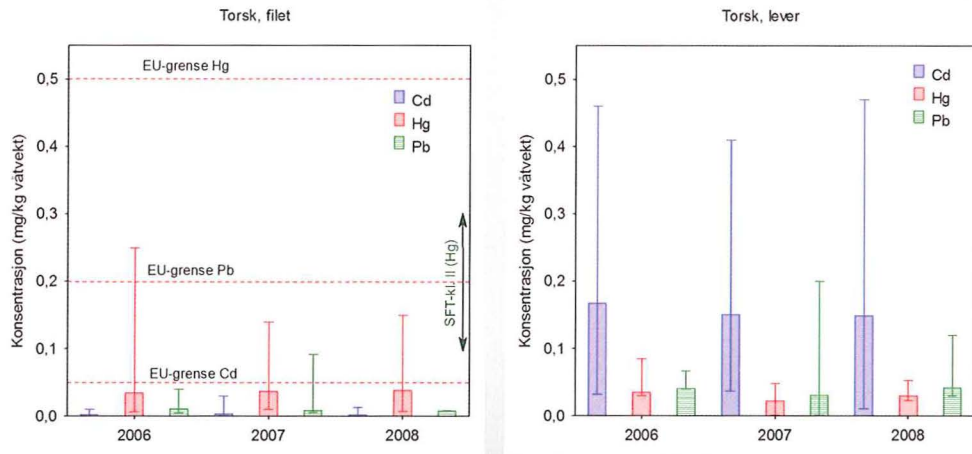 Torsk, filet
Konsentrasjon (mg/kg våtvekt)
0,5
0,4
0,3
0,2
0,1
0,0
EU-grense Hg
EU-grense Pb
EU-grense Cd
Cd
Hg
Pb
SFT-kl. II (Hg)
2006
2007
2008
Torsk, lever
Konsentrasjon (mg/kg våtvekt)
0,5
0,4
0,3
0,2
0,1
0,0
Cd
Hg
Pb
2006
2007
2008